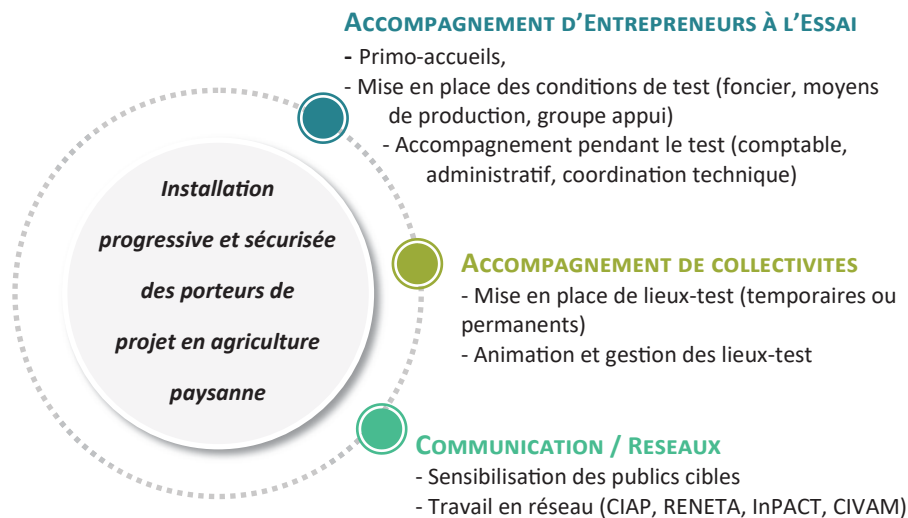 ACCOMPAGNEMENT D'ENTREPRENEURS À L'ESSAI
- Primo-accueils,
- Mise en place des conditions de test (foncier, moyens
de production, groupe appui)
- Accompagnement pendant le test (comptable,
administratif, coordination technique)
Installation
progressive et sécurisée
des porteurs de
projet en agriculture
paysanne
ACCOMPAGNEMENT DE COLLECTIVITES
- Mise en place de lieux-test (temporaires ou
permanents)
- Animation et gestion des lieux-test
COMMUNICATION / RESEAUX
- Sensibilisation des publics cibles
- Travail en réseau (CIAP, RENETA, InPACT, CIVAM)